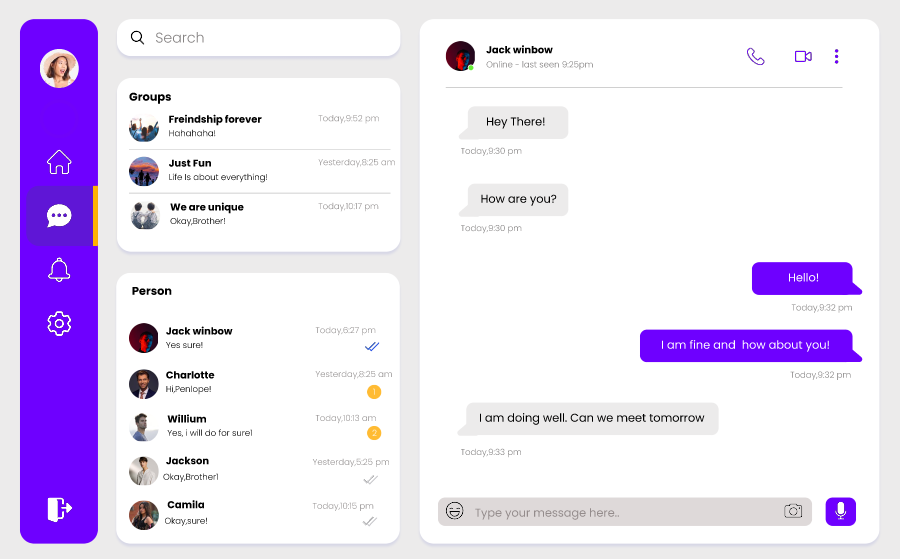 Search
Groups
Freindship forever
Today,9:52 pm
Hahahaha!
Just Fun
Yesterday,8:25 am
Life Is about everything!
We are unique
Today,10:17 pm
Okay,Brother!
Person
Jack winbow
Today,6:27 pm
Yes sure!
Charlotte
Yesterday,8:25 am
Hi,Penlope!
1
Willium
Today,10:13 am
Yes, i will do for sure!
2
Jackson
Yesterday,5:25 pm
Okay,Brother!
Camila
Today,10:15 pm
Okay,sure!
Jack winbow
Online - last seen 9:25pm
Hey There!
Today,9:30 pm
How are you?
Today,9:30 pm
Hello!
Today,9:32 pm
I am fine and how about you!
Today,9:32 pm
I am doing well. Can we meet tomorrow
Today,9:33 pm
Type your message here..